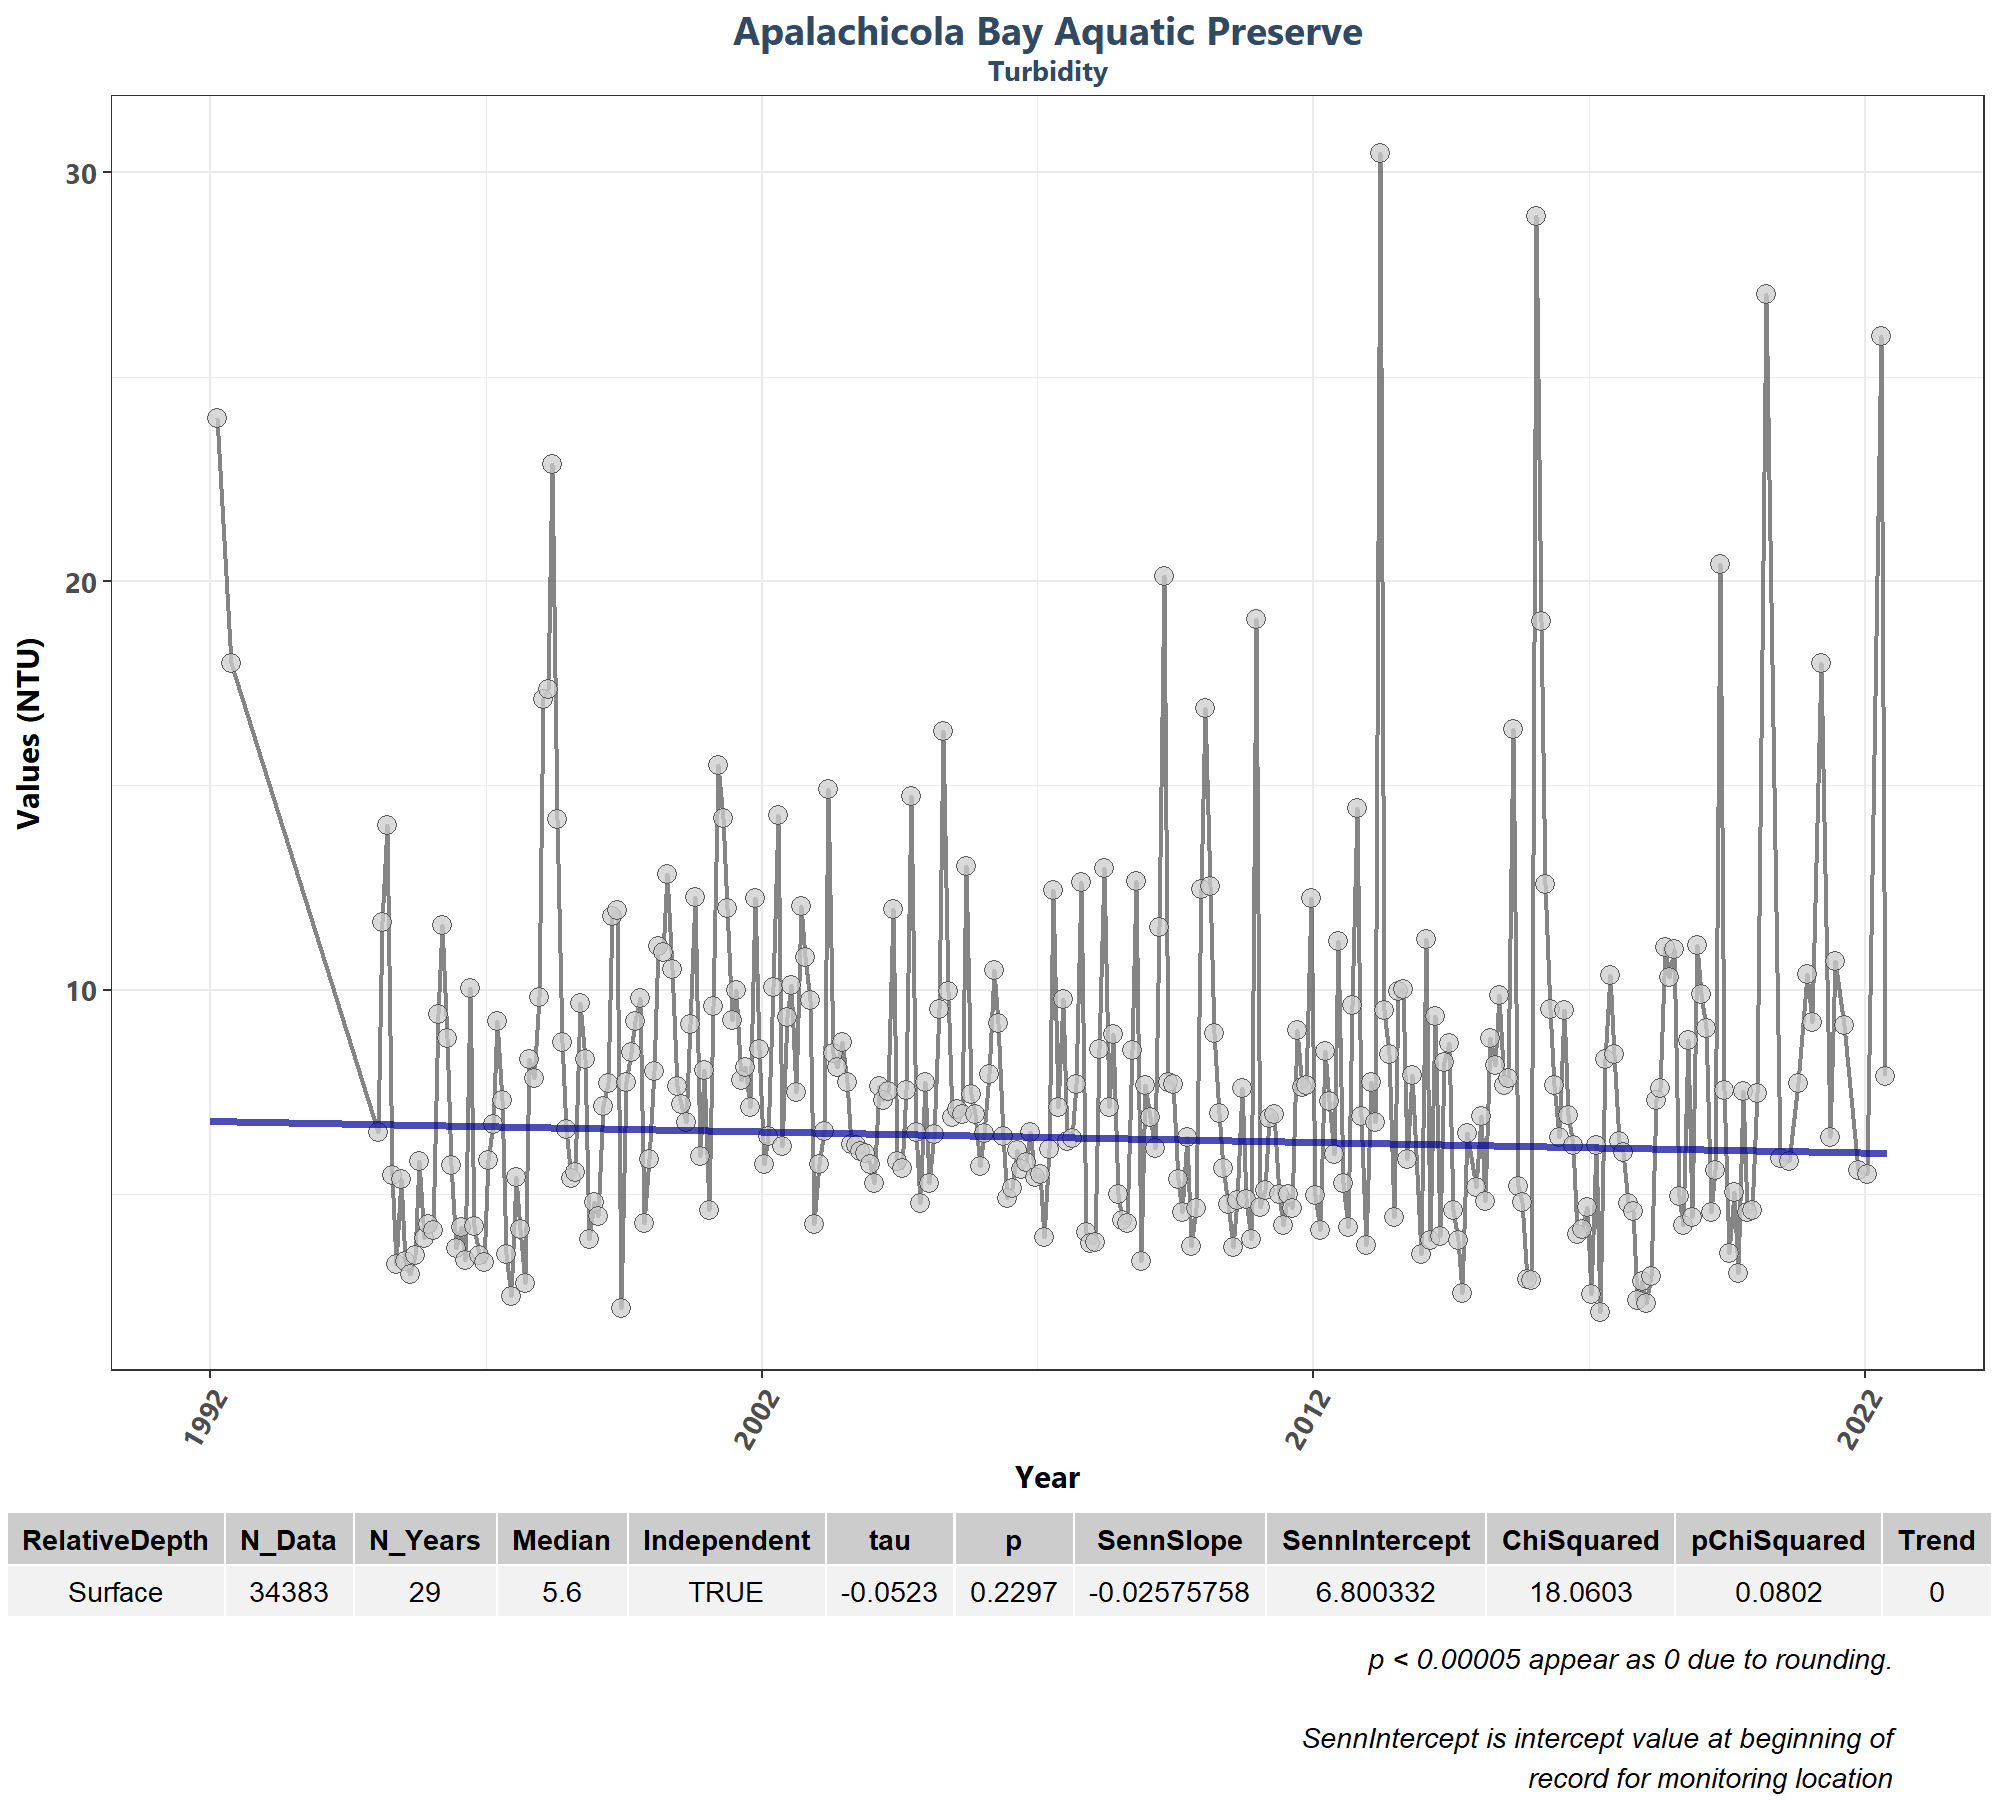 Apalachicola Bay Aquatic Preserve
Turbidity
Values (NTU)
30
20
10
1992
2002
2012
2022
Year
RelativeDepth N_Data N_Years Median Independent tau p SennSlope SennIntercept ChiSquared pChiSquared Trend
Surface 34383 29 5.6 TRUE -0.0523 0.2297 -0.02575758 6.800332 18.0603 0.0802 0
p < 0.00005 appear as 0 due to rounding.
SennIntercept is intercept value at beginning of
record for monitoring location